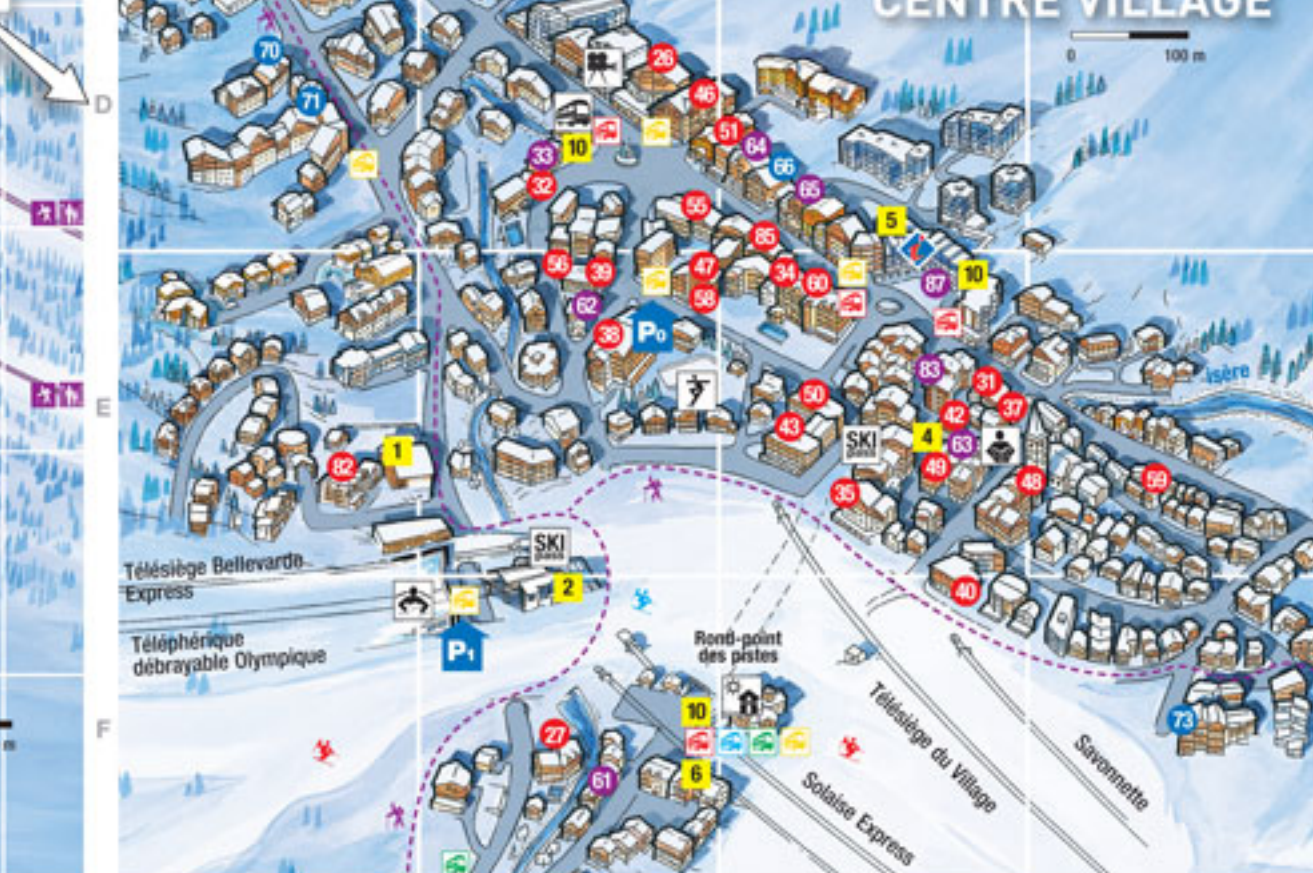 CENTRE VILLAGE
0 100 m
70
26
71
46
D
51
10
64
33
66
32
65
55
5
85
56
39
47
34
60
87
10
62
58
38
P0
83
31
Isère
E
50
42
37
43
SKI
pass
4
63
1
82
49
48
59
35
SKI
pass
Télésiège Bellevarde
Express
2
40
Téléphérique
débrayable Olympique
P1
Rond-point
des pistes
Télésiège du Village
10
F
27
73
m
Savonnette
6
61
Solaise Express